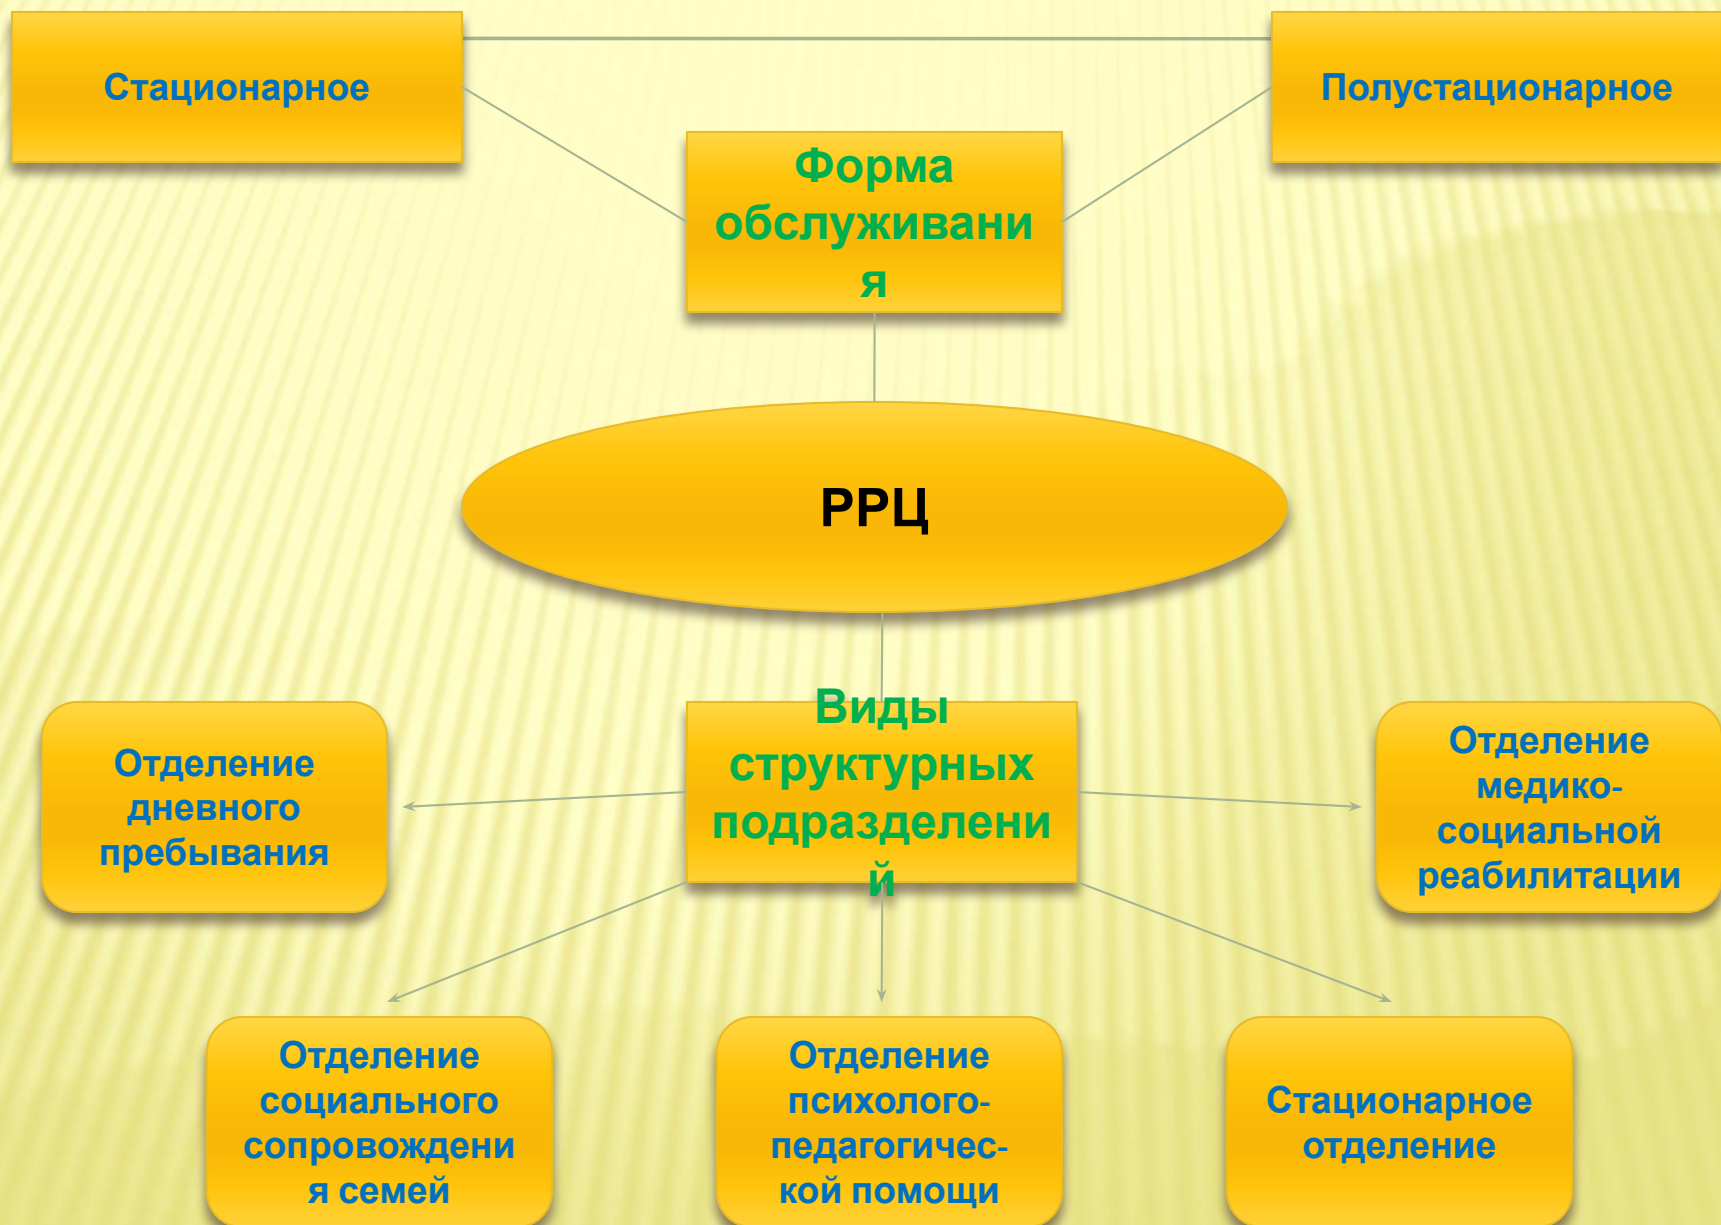 Стационарное
Полустационарное
Форма
обслуживани
я
РРЦ
Виды
структурных
подразделени
й
Отделение
дневного
пребывания
Отделение
медико-
социальной
реабилитации
Отделение
социального
сопровождени
я семей
Отделение
психолого-
педагогичес-
кой помощи
Стационарное
отделение